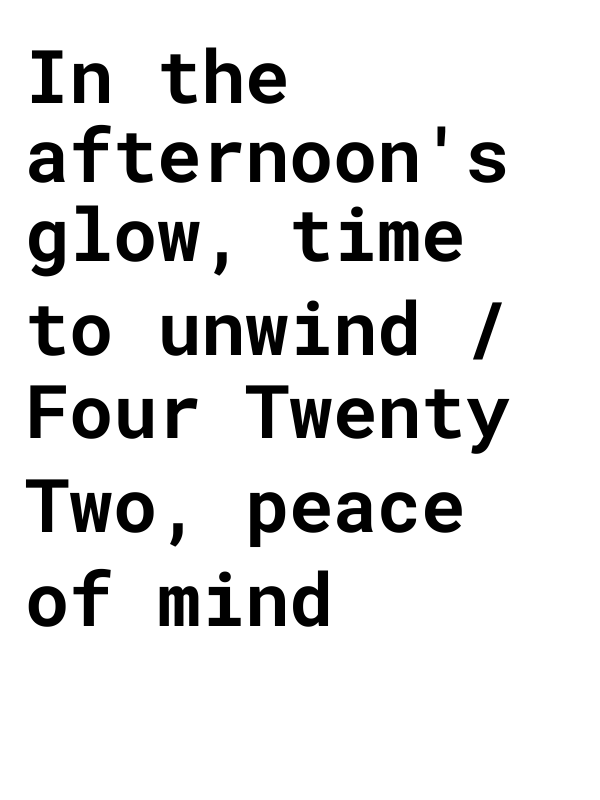 In the
afternoon's
glow, time
to unwind /
Four Twenty
Two, peace
of mind